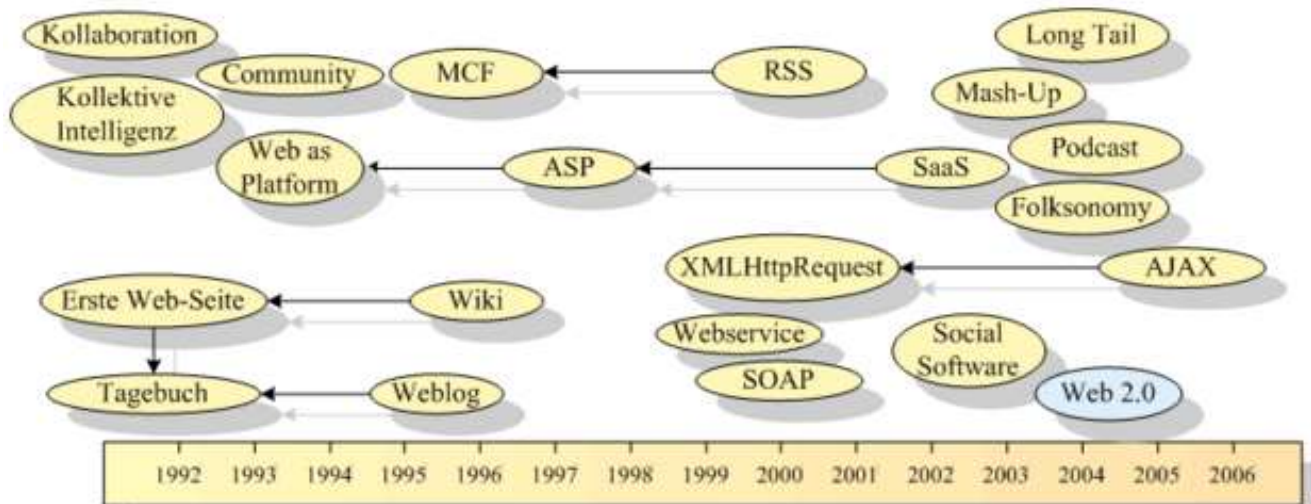 Kollaboration
Long Tail
Community
MCF
RSS
Mash-Up
Kollektive
Intelligenz
Web as
Platform
ASP
SaaS
Podcast
Folksonomy
XMLHttpRequest
AJAX
Erste Web-Seite
Wiki
Webservice
Social
Software
SOAP
Tagebuch
Weblog
Web 2.0
1992 1993 1994 1995 1996 1997 1998 1999 2000 2001 2002 2003 2004 2005 2006